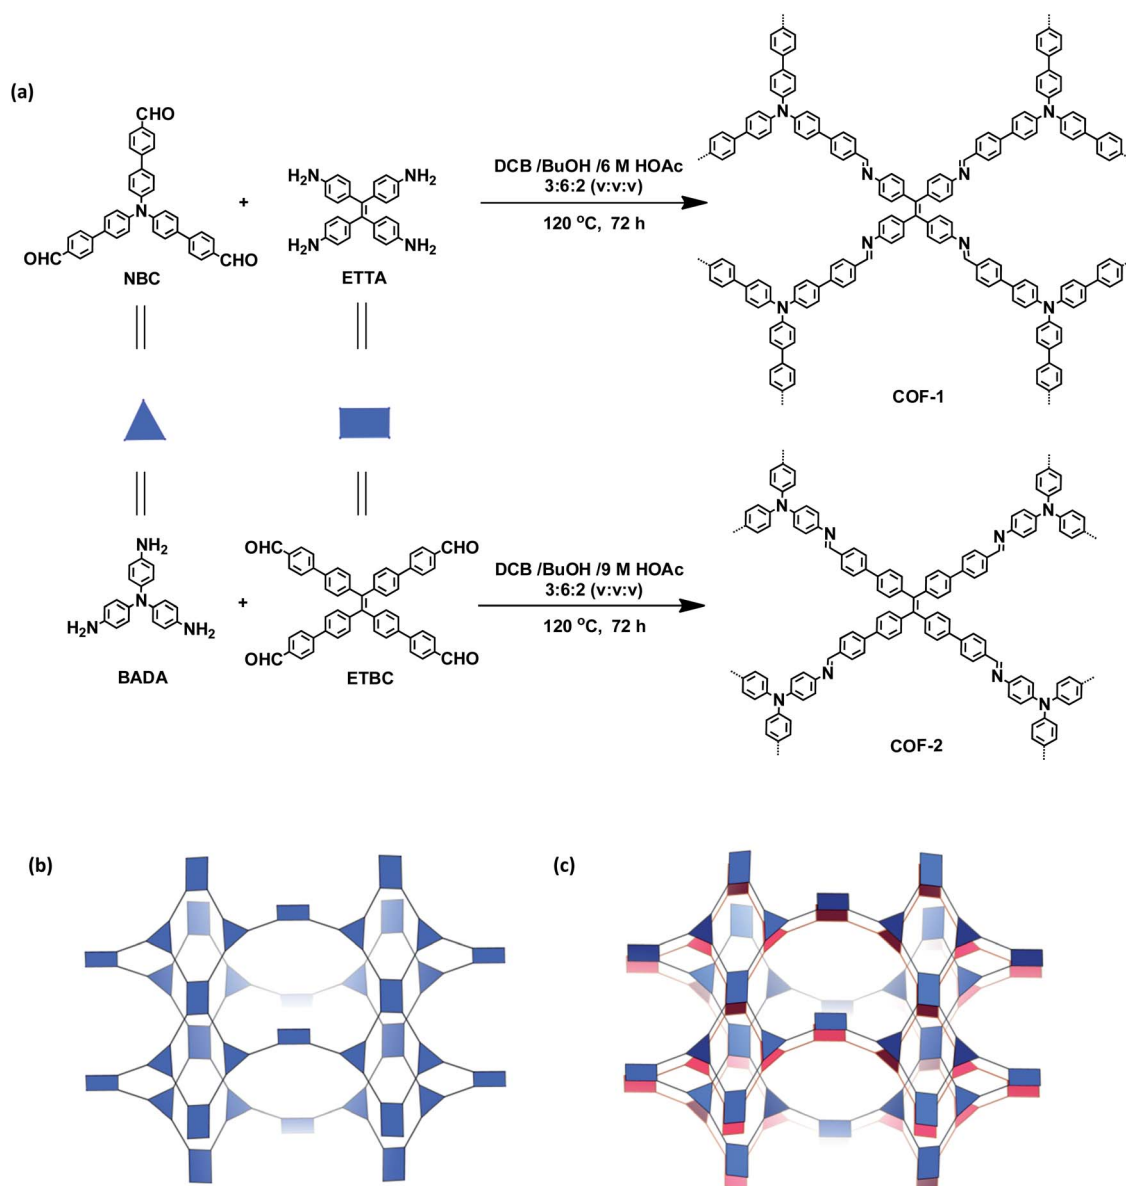 (a)
CHO
N
OHC
CHO
NBC
+
H2N
NH2
H2N
NH2
ETTA
DCB /BuOH /6 M HOAc
3:6:2 (v:v:v)
120 °C, 72 h
N
N
N
N
N
N
N
N
COF-1
NH2
N
H2N
NH2
BADA
+
OHC
CHO
OHC
CHO
ETBC
DCB /BuOH /9 M HOAc
3:6:2 (v:v:v)
120 °C, 72 h
N
N
N
N
N
N
N
N
COF-2
(b)
(c)